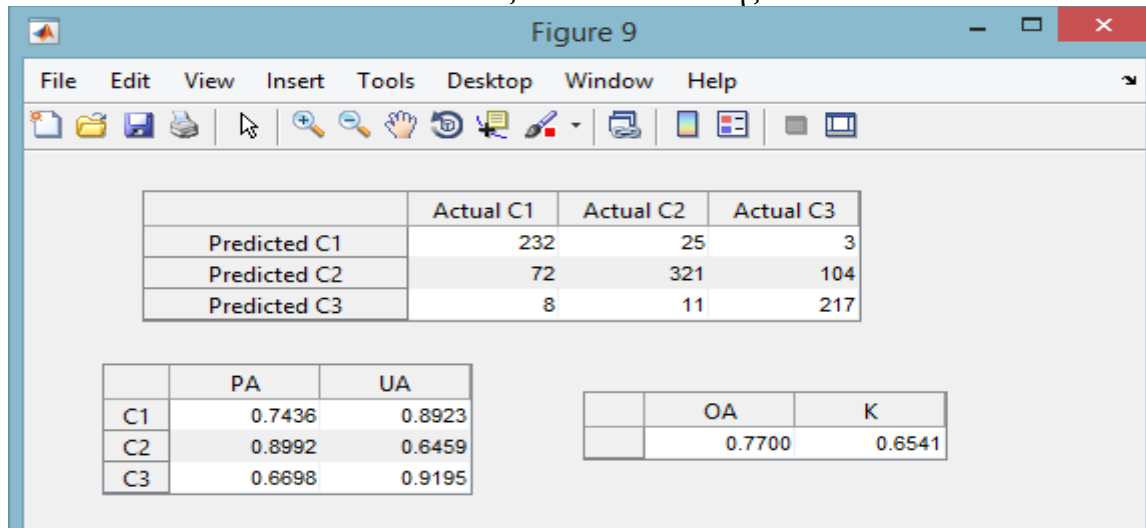 Figure 9
File Edit View Insert Tools Desktop Window Help
Actual C1 Actual C2 Actual C3
Predicted C1 232 25 3
Predicted C2 72 321 104
Predicted C3 8 11 217
PA UA
C1 0.7436 0.8923
C2 0.8992 0.6459
C3 0.6698 0.9195
OA K
0.7700 0.6541